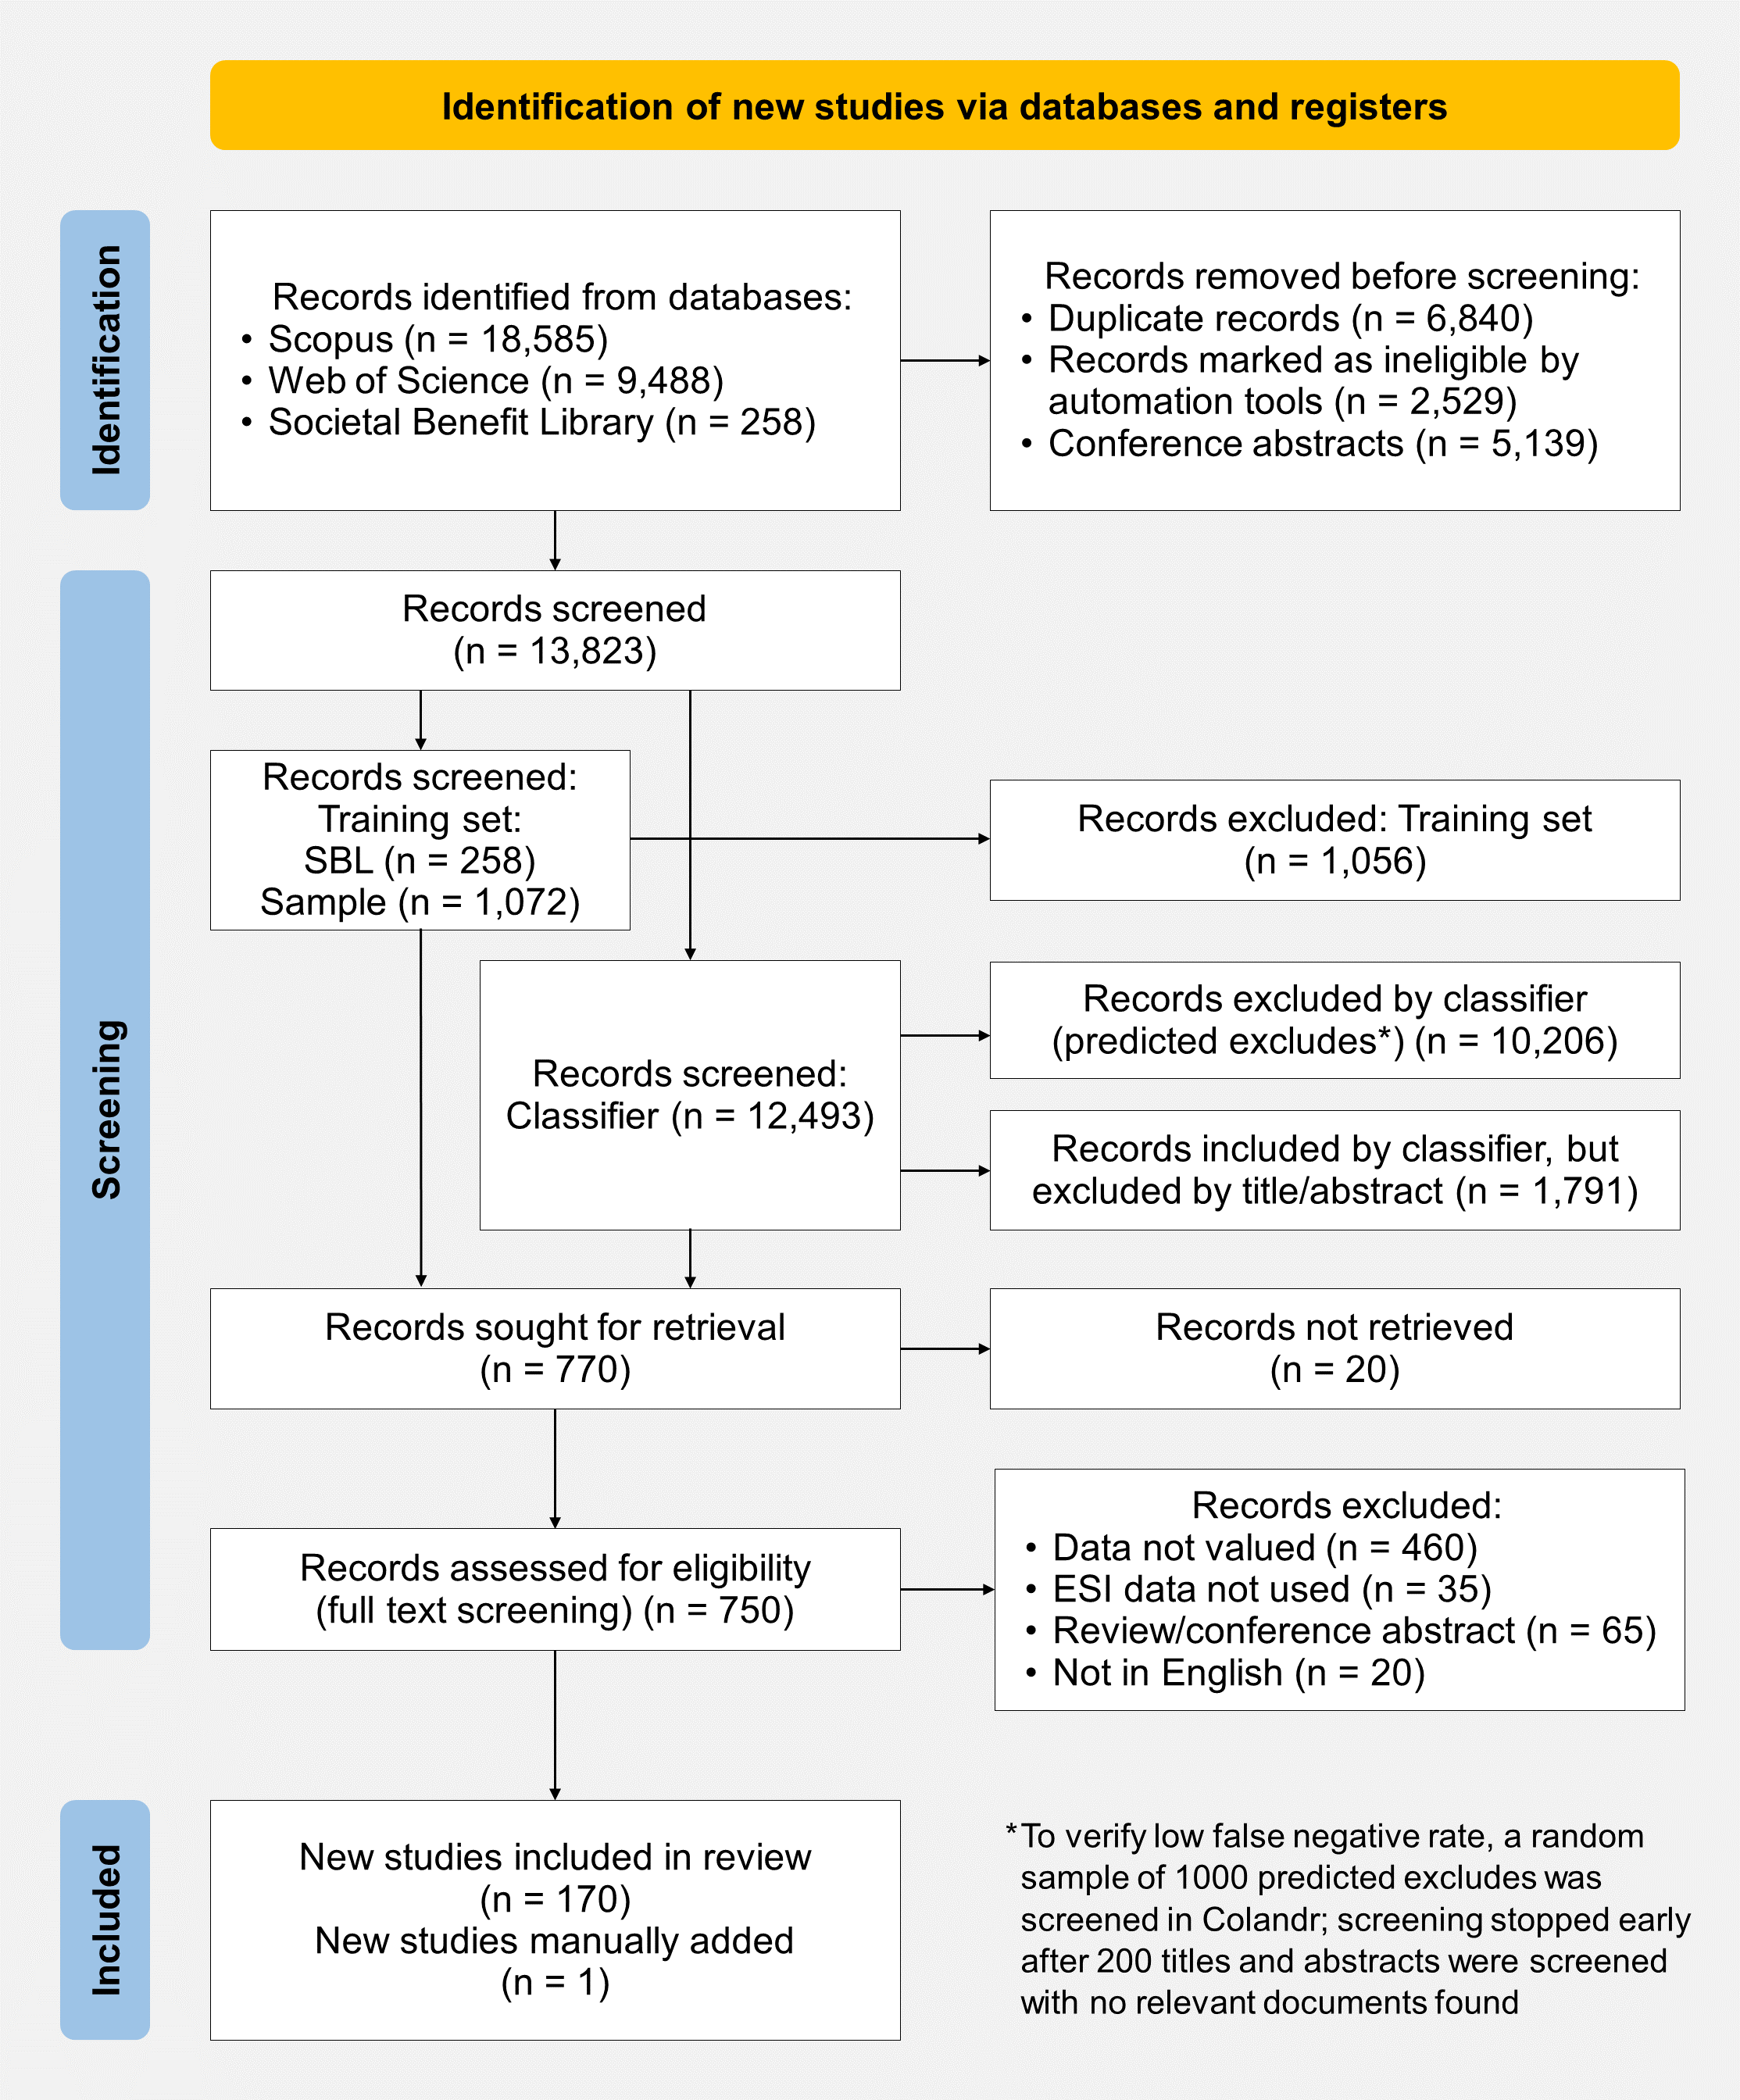 Identification of new studies via databases and registers
Identification
Records identified from databases:
• Scopus (n = 18,585)
• Web of Science (n = 9,488)
• Societal Benefit Library (n = 258)
Records removed before screening:
• Duplicate records (n = 6,840)
• Records marked as ineligible by
automation tools (n = 2,529)
• Conference abstracts (n = 5,139)
Screening
Records screened
(n = 13,823)
Records screened:
Training set:
SBL (n = 258)
Sample (n = 1,072)
Records excluded: Training set
(n = 1,056)
Records screened:
Classifier (n = 12,493)
Records excluded by classifier
(predicted excludes*) (n = 10,206)
Records included by classifier, but
excluded by title/abstract (n = 1,791)
Records sought for retrieval
(n = 770)
Records not retrieved
(n = 20)
Records assessed for eligibility
(full text screening) (n = 750)
Records excluded:
• Data not valued (n = 460)
• ESI data not used (n = 35)
• Review/conference abstract (n = 65)
• Not in English (n = 20)
Included
New studies included in review
(n = 170)
New studies manually added
(n = 1)
*To verify low false negative rate, a random
sample of 1000 predicted excludes was
screened in Colandr; screening stopped early
after 200 titles and abstracts were screened
with no relevant documents found